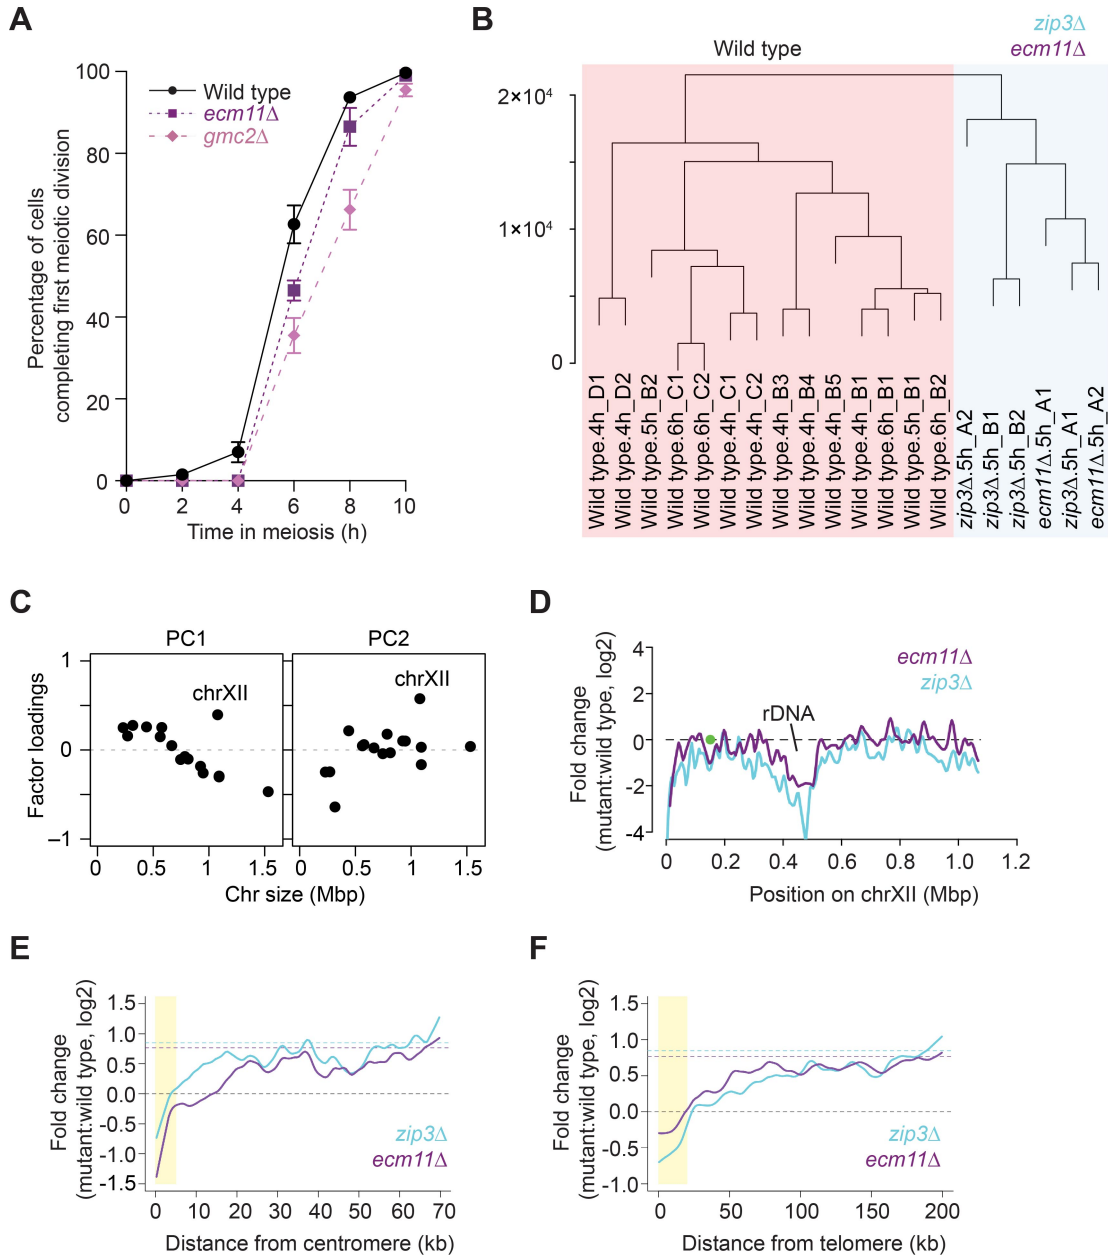 A
100
80
60
40
20
0
Percentage of cells
completing first meiotic division
Wild type
ecm11Δ
gmc2Δ
0
2
4
6
8
10
Time in meiosis (h)
B
Wild type
zip3Δ
ecm11Δ
2×10⁴
1×10⁴
0
Wild type.4h_D1
Wild type.4h_D2
Wild type.5h_B2
Wild type.6h_C1
Wild type.6h_C2
Wild type.4h_C1
Wild type.4h_C2
Wild type.4h_B3
Wild type.4h_B4
Wild type.4h_B5
Wild type.4h_B1
Wild type.6h_B1
Wild type.5h_B1
Wild type.6h_B2
zip3Δ.5h_A2
zip3Δ.5h_B1
zip3Δ.5h_B2
ecm11Δ.5h_A1
zip3Δ.5h_A1
ecm11Δ.5h_A2
C
PC1
PC2
Factor loadings
1
0
−1
chrXII
chrXII
0
0.5
1
1.5
0
0.5
1
1.5
Chr size (Mbp)
D
Fold change
(mutant:wild type, log2)
4
2
0
-2
-4
ecm11Δ
zip3Δ
rDNA
0
0.2
0.4
0.6
0.8
1.0
1.2
Position on chrXII (Mbp)
E
Fold change
(mutant:wild type, log2)
1.5
1.0
0.5
0.0
-0.5
-1.0
-1.5
zip3Δ
ecm11Δ
0
10
20
30
40
50
60
70
Distance from centromere (kb)
F
Fold change
(mutant:wild type, log2)
1.5
1.0
0.5
0.0
-0.5
-1.0
zip3Δ
ecm11Δ
0
50
100
150
200
Distance from telomere (kb)